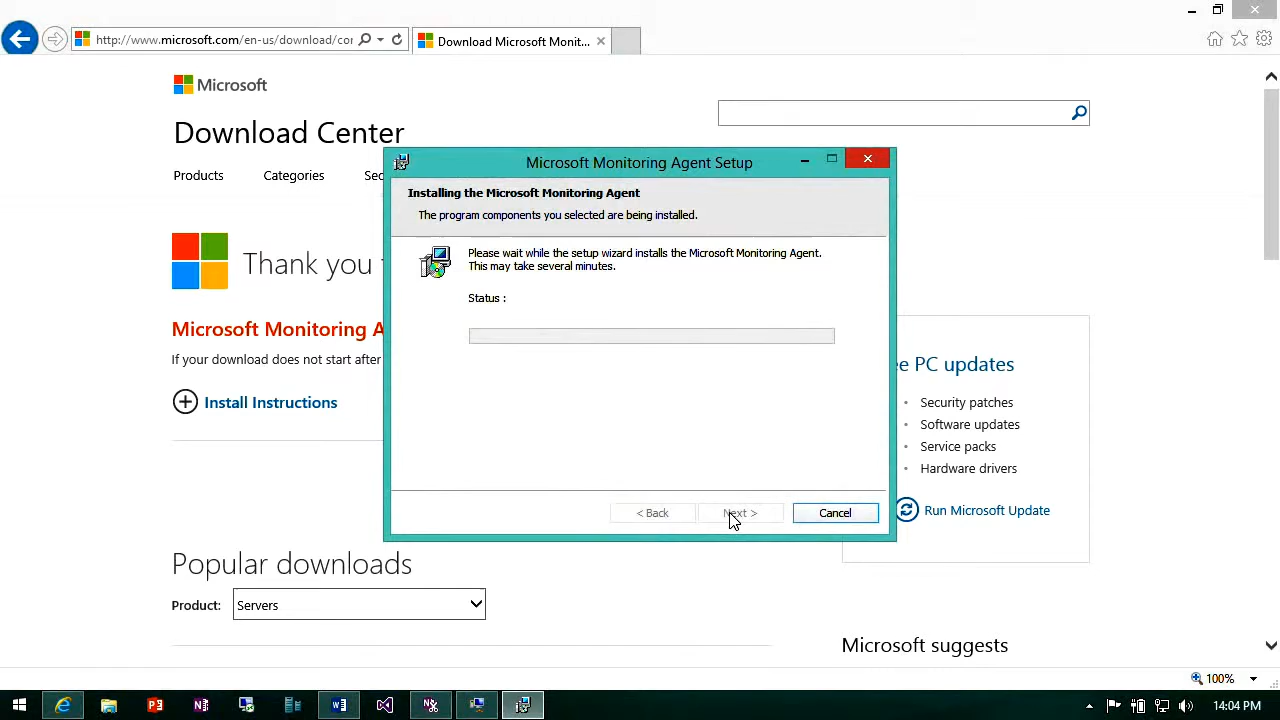 http://www.microsoft.com/en-us/download/cor
Download Microsoft Monit...
Microsoft
Download Center
Products
Categories
Sec
Microsoft Monitoring Agent Setup
Installing the Microsoft Monitoring Agent
The program components you selected are being installed.
Please wait while the setup wizard installs the Microsoft Monitoring Agent.
This may take several minutes.
Status :
< Back
Next >
Cancel
Thank you f
Microsoft Monitoring A
If your download does not start after
Install Instructions
ee PC updates
Security patches
Software updates
Service packs
Hardware drivers
Run Microsoft Update
Popular downloads
Product:
Servers
Microsoft suggests
100%
14:04 PM